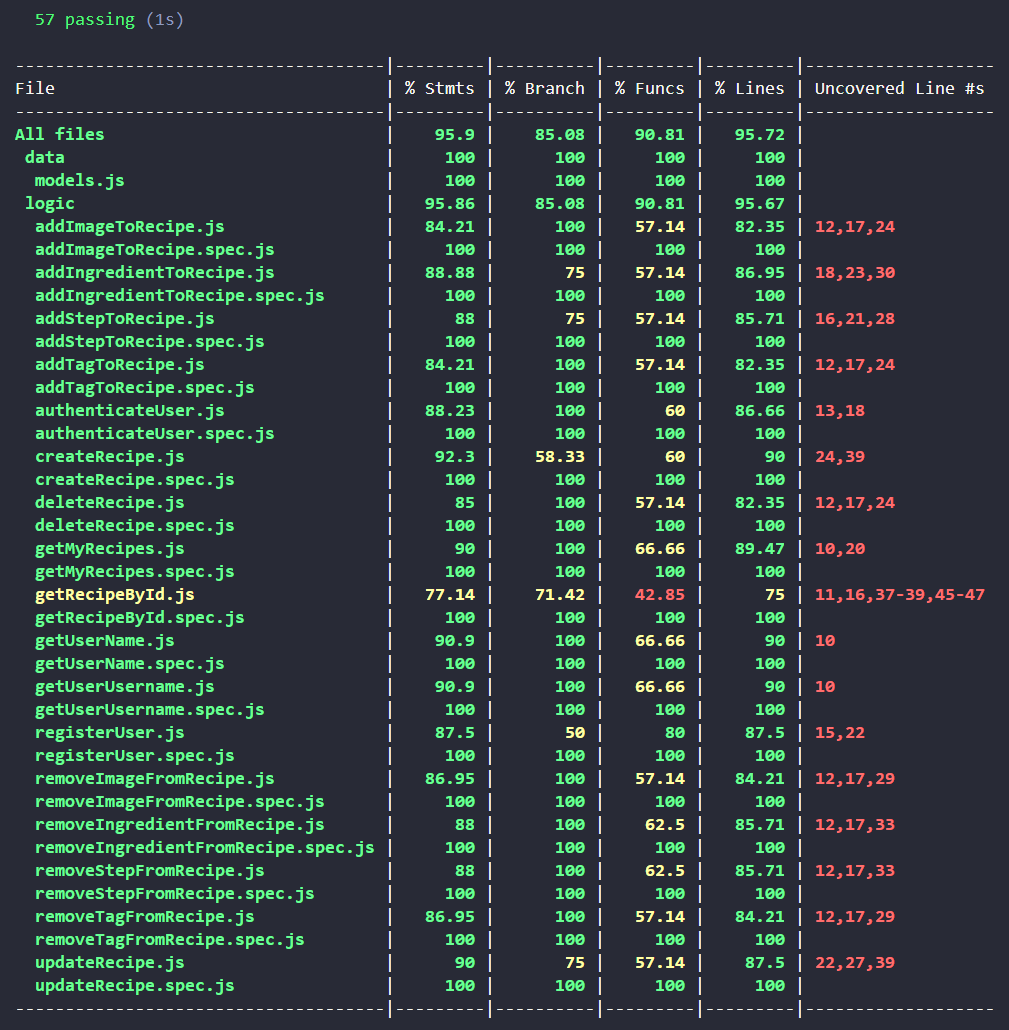 57 passing (1s)
-------------------------------------|---------|----------|---------|---------|-------------------
File                                 | % Stmts | % Branch | % Funcs | % Lines | Uncovered Line #s
-------------------------------------|---------|----------|---------|---------|-------------------
All files                            |    95.9 |    85.08 |   90.81 |   95.72 |
 data                                |     100 |      100 |     100 |     100 |
  models.js                          |     100 |      100 |     100 |     100 |
 logic                               |   95.86 |    85.08 |   90.81 |   95.67 |
  addImageToRecipe.js                |   84.21 |      100 |   57.14 |   82.35 | 12,17,24
  addImageToRecipe.spec.js           |     100 |      100 |     100 |     100 |
  addIngredientToRecipe.js           |   88.88 |       75 |   57.14 |   86.95 | 18,23,30
  addIngredientToRecipe.spec.js      |     100 |      100 |     100 |     100 |
  addStepToRecipe.js                 |      88 |       75 |   57.14 |   85.71 | 16,21,28
  addStepToRecipe.spec.js            |     100 |      100 |     100 |     100 |
  addTagToRecipe.js                  |   84.21 |      100 |   57.14 |   82.35 | 12,17,24
  addTagToRecipe.spec.js             |     100 |      100 |     100 |     100 |
  authenticateUser.js                |   88.23 |      100 |      60 |   86.66 | 13,18
  authenticateUser.spec.js           |     100 |      100 |     100 |     100 |
  createRecipe.js                    |    92.3 |    58.33 |      60 |      90 | 24,39
  createRecipe.spec.js               |     100 |      100 |     100 |     100 |
  deleteRecipe.js                    |      85 |      100 |   57.14 |   82.35 | 12,17,24
  deleteRecipe.spec.js               |     100 |      100 |     100 |     100 |
  getMyRecipes.js                    |      90 |      100 |   66.66 |   89.47 | 10,20
  getMyRecipes.spec.js               |     100 |      100 |     100 |     100 |
  getRecipeById.js                   |   77.14 |    71.42 |   42.85 |      75 | 11,16,37-39,45-47
  getRecipeById.spec.js              |     100 |      100 |     100 |     100 |
  getUserName.js                     |    90.9 |      100 |   66.66 |      90 | 10
  getUserName.spec.js                |     100 |      100 |     100 |     100 |
  getUserUsername.js                 |    90.9 |      100 |   66.66 |      90 | 10
  getUserUsername.spec.js            |     100 |      100 |     100 |     100 |
  registerUser.js                    |    87.5 |       50 |      80 |    87.5 | 15,22
  registerUser.spec.js               |     100 |      100 |     100 |     100 |
  removeImageFromRecipe.js           |   86.95 |      100 |   57.14 |   84.21 | 12,17,29
  removeImageFromRecipe.spec.js      |     100 |      100 |     100 |     100 |
  removeIngredientFromRecipe.js      |      88 |      100 |    62.5 |   85.71 | 12,17,33
  removeIngredientFromRecipe.spec.js |     100 |      100 |     100 |     100 |
  removeStepFromRecipe.js            |      88 |      100 |    62.5 |   85.71 | 12,17,33
  removeStepFromRecipe.spec.js       |     100 |      100 |     100 |     100 |
  removeTagFromRecipe.js             |   86.95 |      100 |   57.14 |   84.21 | 12,17,29
  removeTagFromRecipe.spec.js        |     100 |      100 |     100 |     100 |
  updateRecipe.js                    |      90 |       75 |   57.14 |    87.5 | 22,27,39
  updateRecipe.spec.js               |     100 |      100 |     100 |     100 |
-------------------------------------|---------|----------|---------|---------|-------------------